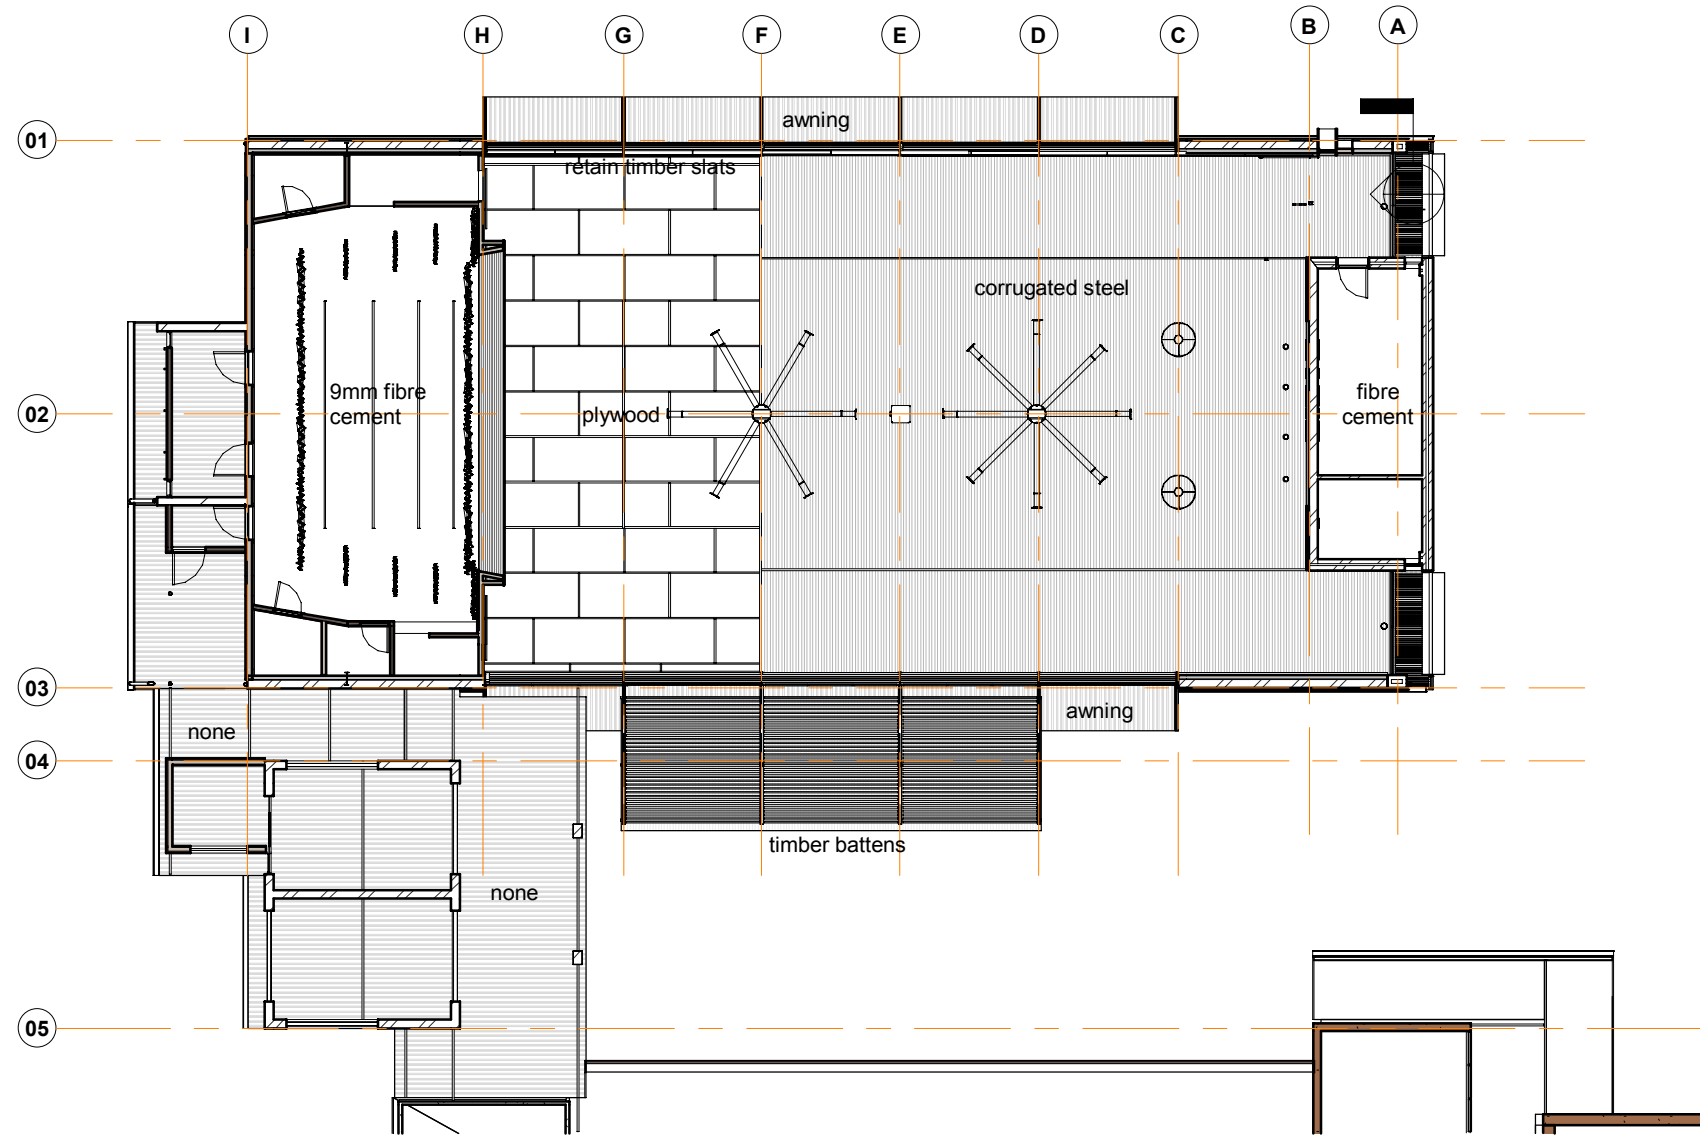 I
H
G
F
E
D
C
B
A
01
awning
retain timber slats
corrugated steel
9mm fibre
cement
02
plywood
fibre
cement
03
none
awning
04
timber battens
none
05